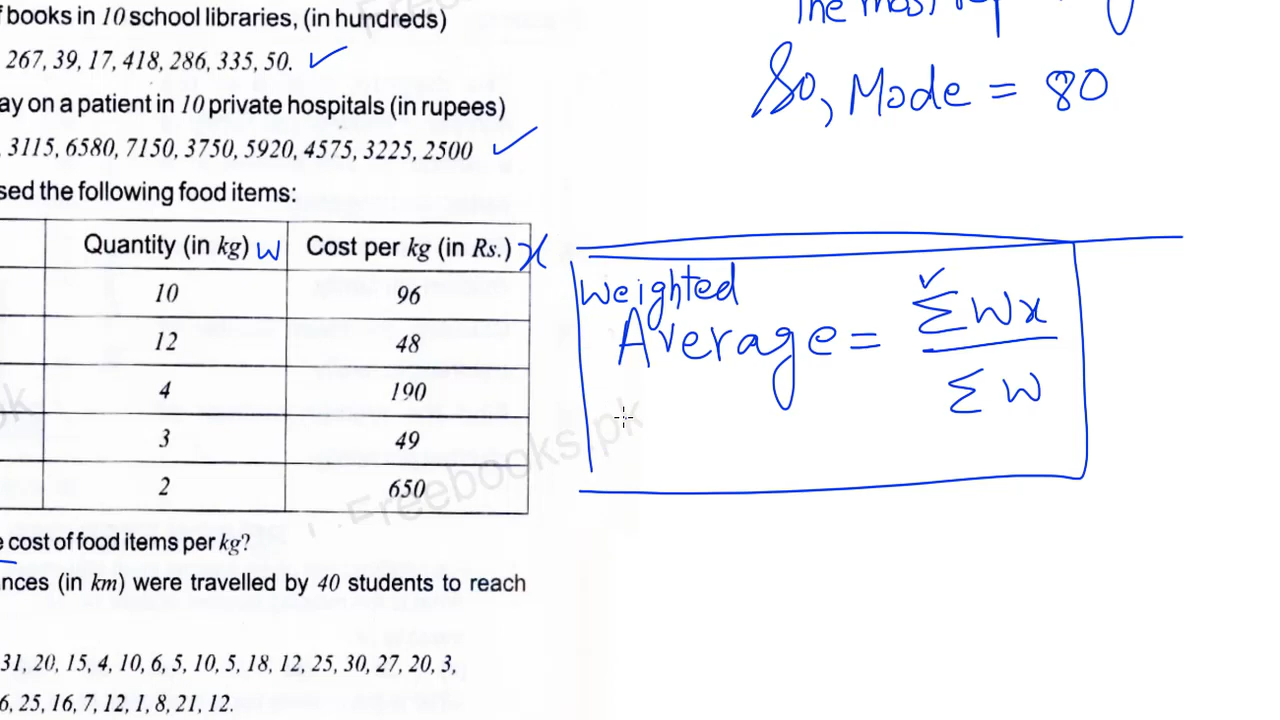 f books in 10 school libraries, (in hundreds)
267, 39, 17, 418, 286, 335, 50.
ay on a patient in 10 private hospitals (in rupees)
3115, 6580, 7150, 3750, 5920, 4575, 3225, 2500
sed the following food items:
Quantity (in kg) w Cost per kg (in Rs.) x
10 96
12 48
4 190
3 49
2 650
e cost of food items per kg?
nces (in km) were travelled by 40 students to reach
31, 20, 15, 4, 10, 6, 5, 10, 5, 18, 12, 25, 30, 27, 20, 3,
6, 25, 16, 7, 12, 1, 8, 21, 12.
Freebooks.pk
The most
So, Mode = 80
Weighted
Average = Σwx
Σw